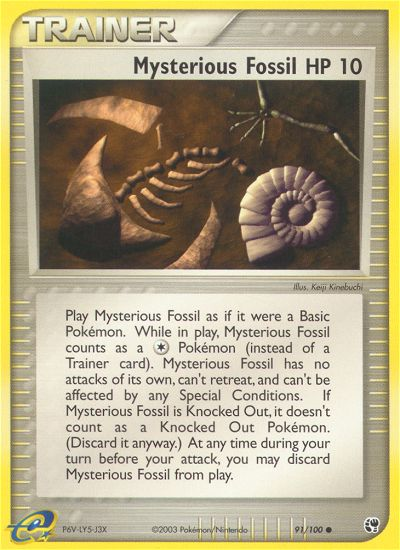 TRAINER
Mysterious Fossil HP 10
Illus. Keiji Kinebuchi
Play Mysterious Fossil as if it were a Basic
Pokémon. While in play, Mysterious Fossil
counts as a Pokémon (instead of a
Trainer card). Mysterious Fossil has no
attacks of its own, can't retreat, and can't be
affected by any Special Conditions. If
Mysterious Fossil is Knocked Out, it doesn't
count as a Knocked Out Pokémon.
(Discard it anyway.) At any time during your
turn before your attack, you may discard
Mysterious Fossil from play.
e
P6V-LY5-J3X ©2003 Pokémon/Nintendo 91/100 ●